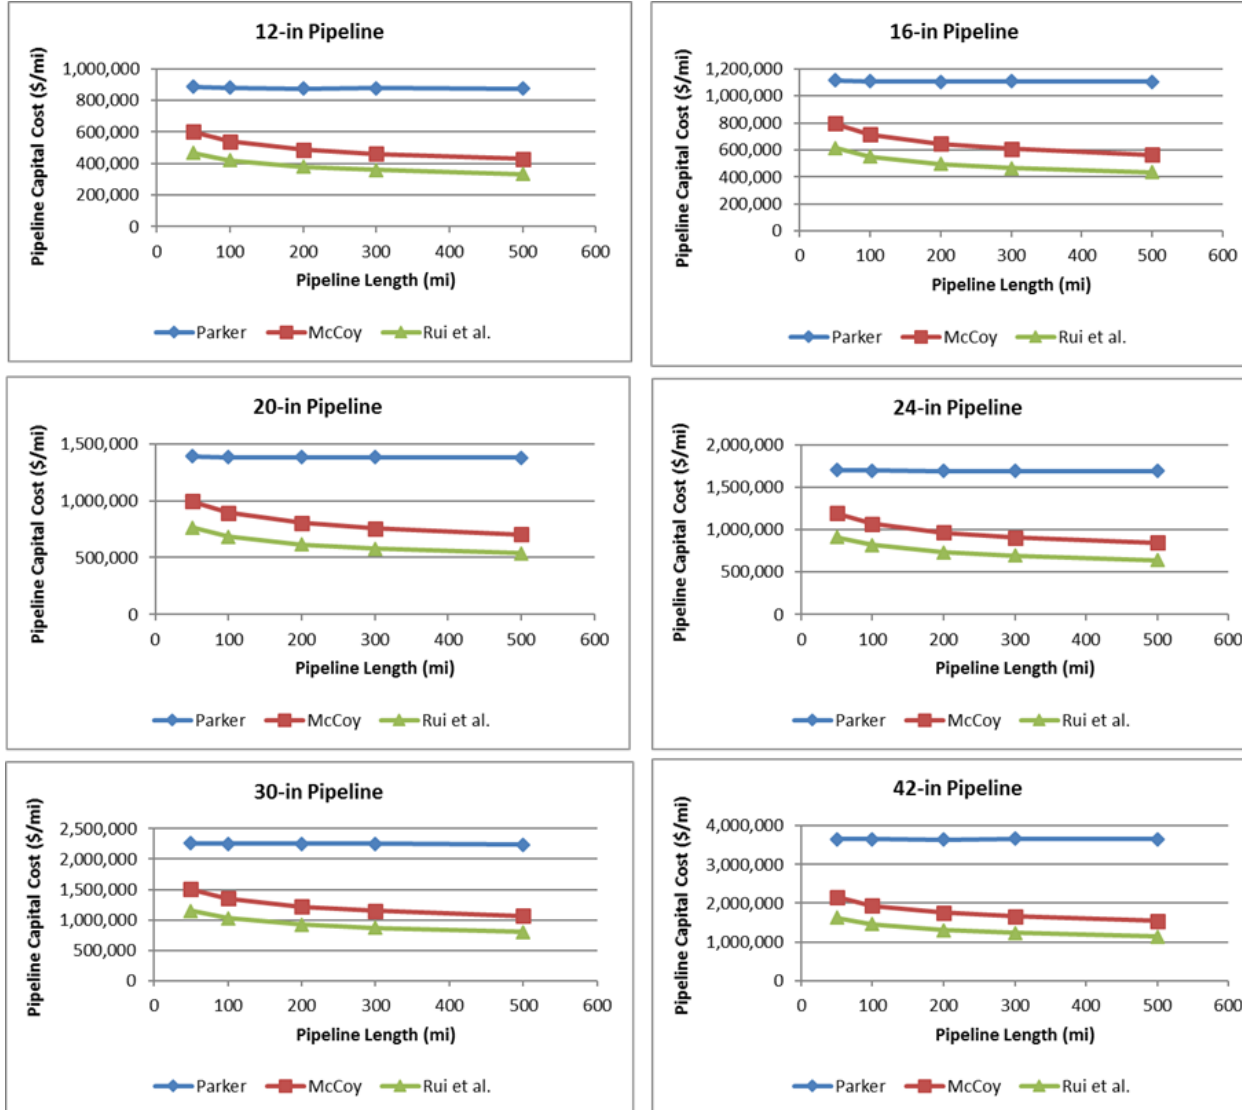 12-in Pipeline
Pipeline Capital Cost ($/mi)
1,000,000
800,000
600,000
400,000
200,000
0
0 100 200 300 400 500 600
Pipeline Length (mi)
Parker McCoy Rui et al.
16-in Pipeline
Pipeline Capital Cost ($/mi)
1,200,000
1,000,000
800,000
600,000
400,000
200,000
0
0 100 200 300 400 500 600
Pipeline Length (mi)
Parker McCoy Rui et al.
20-in Pipeline
Pipeline Capital Cost ($/mi)
1,500,000
1,000,000
500,000
0
0 100 200 300 400 500 600
Pipeline Length (mi)
Parker McCoy Rui et al.
24-in Pipeline
Pipeline Capital Cost ($/mi)
2,000,000
1,500,000
1,000,000
500,000
0
0 100 200 300 400 500 600
Pipeline Length (mi)
Parker McCoy Rui et al.
30-in Pipeline
Pipeline Capital Cost ($/mi)
2,500,000
2,000,000
1,500,000
1,000,000
500,000
0
0 100 200 300 400 500 600
Pipeline Length (mi)
Parker McCoy Rui et al.
42-in Pipeline
Pipeline Capital Cost ($/mi)
4,000,000
3,000,000
2,000,000
1,000,000
0
0 100 200 300 400 500 600
Pipeline Length (mi)
Parker McCoy Rui et al.